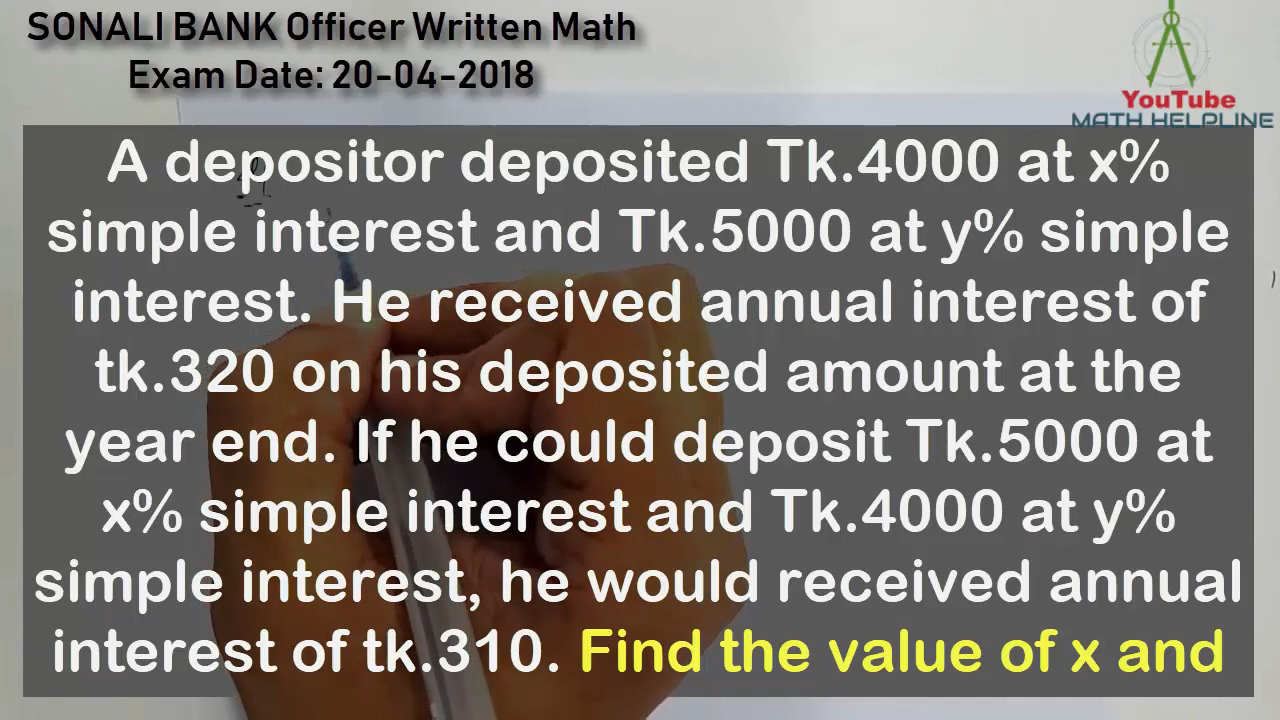 SONALI BANK Officer Written Math
Exam Date: 20-04-2018
YouTube
MATH HELPLINE
A depositor deposited Tk.4000 at x%
simple interest and Tk.5000 at y% simple
interest. He received annual interest of
tk.320 on his deposited amount at the
year end. If he could deposit Tk.5000 at
x% simple interest and Tk.4000 at y%
simple interest, he would received annual
interest of tk.310. Find the value of x and